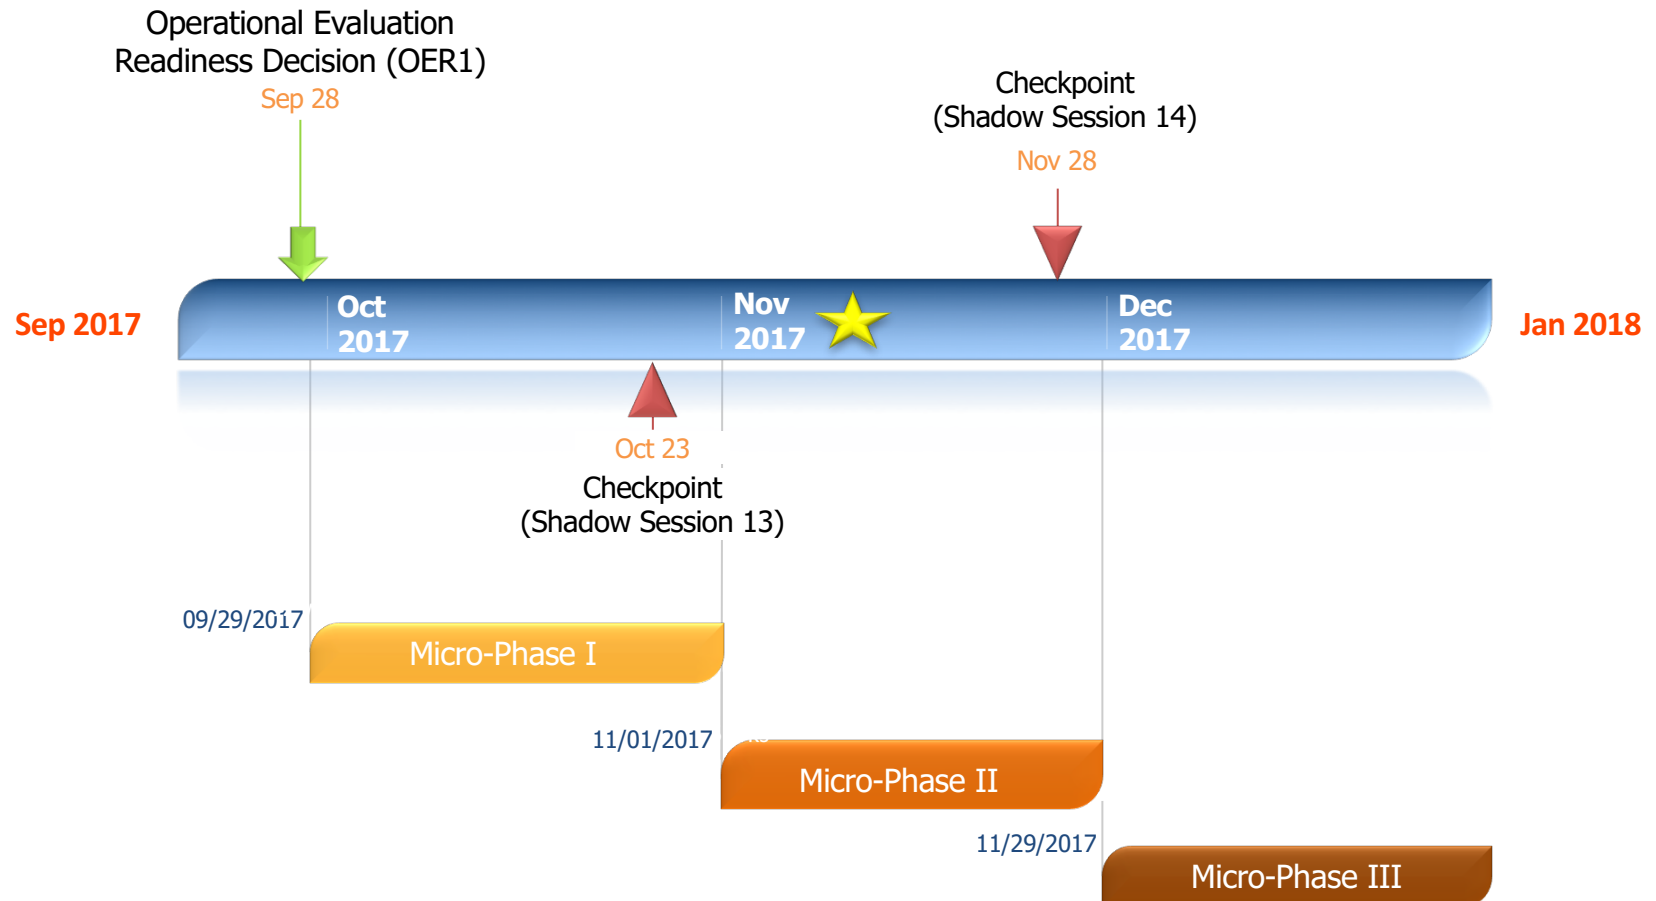 Operational Evaluation
Readiness Decision (OER1)
Sep 28
Checkpoint
(Shadow Session 14)
Nov 28
Sep 2017
Oct
2017
Nov
2017
Dec
2017
Jan 2018
Oct 23
Checkpoint
(Shadow Session 13)
09/29/2017
Micro-Phase I
11/01/2017
Micro-Phase II
11/29/2017
Micro-Phase III